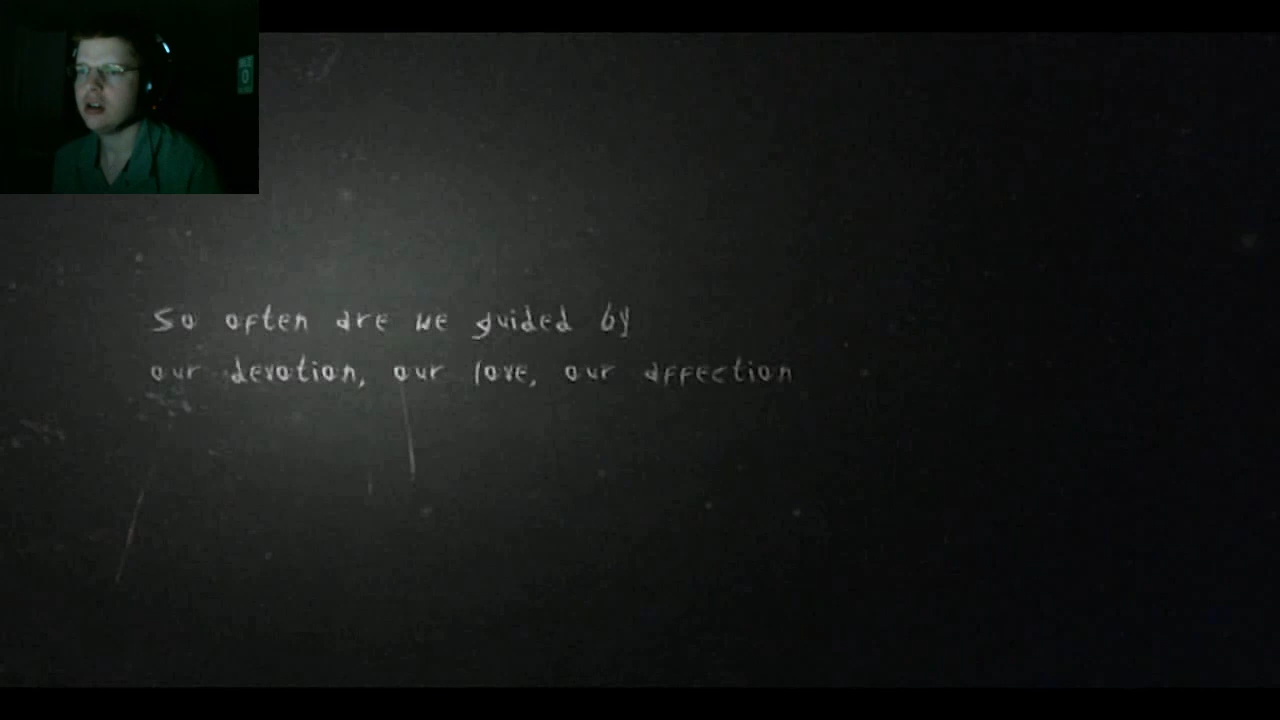 So often are we guided by
our devotion, our love, our affection